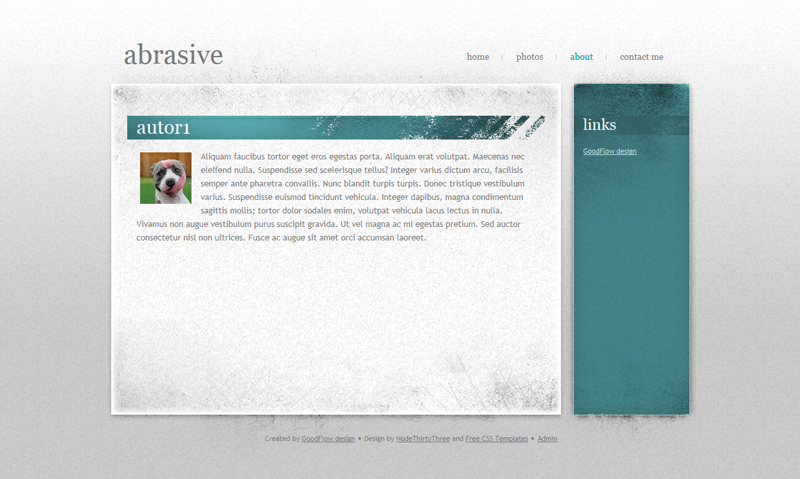 abrasive
home
photos
about
contact me
autor1
Aliquam faucibus tortor eget eros egestas porta. Aliquam erat volutpat. Maecenas nec
eleifend nulla. Suspendisse sed scelerisque tellus? Integer varius dictum arcu, facilisis
semper ante pharetra convallis. Nunc blandit turpis turpis. Donec tristique vestibulum
varius. Suspendisse euismod tincidunt vehicula. Integer dapibus, magna condimentum
sagittis mollis; tortor dolor sodales enim, volutpat vehicula lacus lectus in nulla.
Vivamus non augue vestibulum purus suscipit gravida. Ut vel magna ac mi egestas pretium. Sed auctor
consectetur nisl non ultrices. Fusce ac augue sit amet orci accumsan laoreet.
links
GoodFlow design
Created by GoodFlow design • Design by NodeThirtyThree and Free CSS Templates • Admin